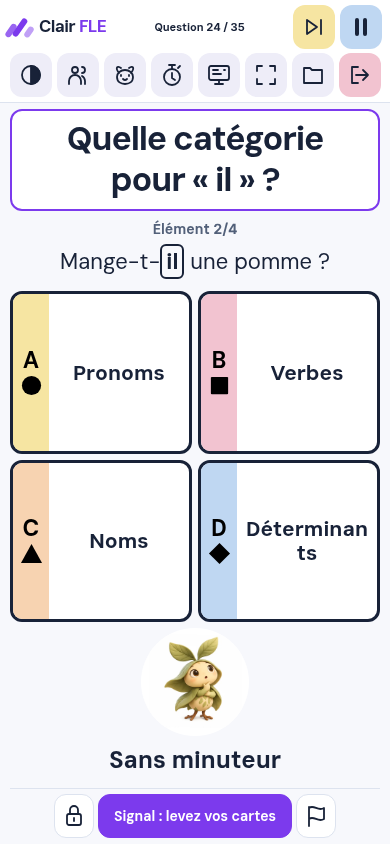 Clair FLE
Question 24 / 35
Quelle catégorie
pour « il » ?
Élément 2/4
Mange-t-il une pomme ?
A
Pronoms
B
Verbes
C
Noms
D
Déterminan
ts
Sans minuteur
Signal : levez vos cartes